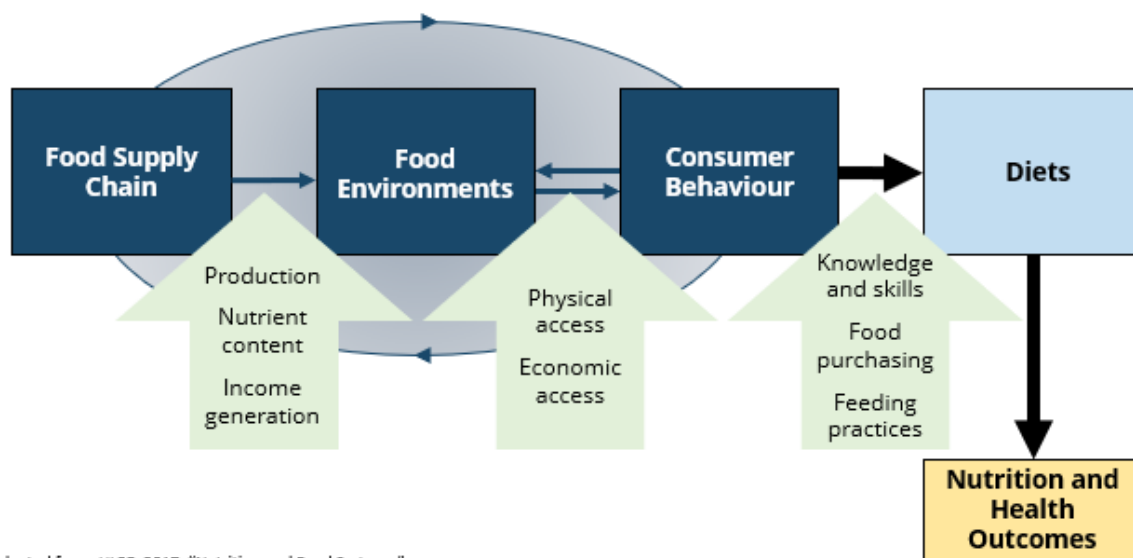 Food Supply
Chain
Food
Environments
Consumer
Behaviour
Diets
Production
Nutrient
content
Income
generation
Physical
access
Economic
access
Knowledge
and skills
Food
purchasing
Feeding
practices
Nutrition and
Health
Outcomes